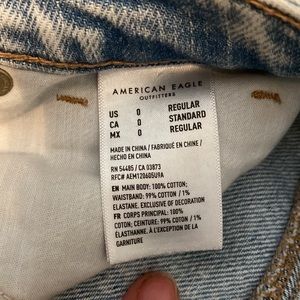 AMERICAN EAGLE
OUTFITTERS
US 0 REGULAR
CA 0 STANDARD
MX 0 REGULAR
MADE IN CHINA / FABRIQUÉ EN CHINE /
HECHO EN CHINA
RN 54485 / CA 03873
RFC# AEM120605U9A
EN MAIN BODY: 100% COTTON;
WAISTBAND: 99% COTTON / 1%
ELASTANE. EXCLUSIVE OF DECORATION
FR CORPS PRINCIPAL: 100%
COTON; CEINTURE: 99% COTON / 1%
ÉLASTHANNE. À L'EXCEPTION DE LA
GARNITURE